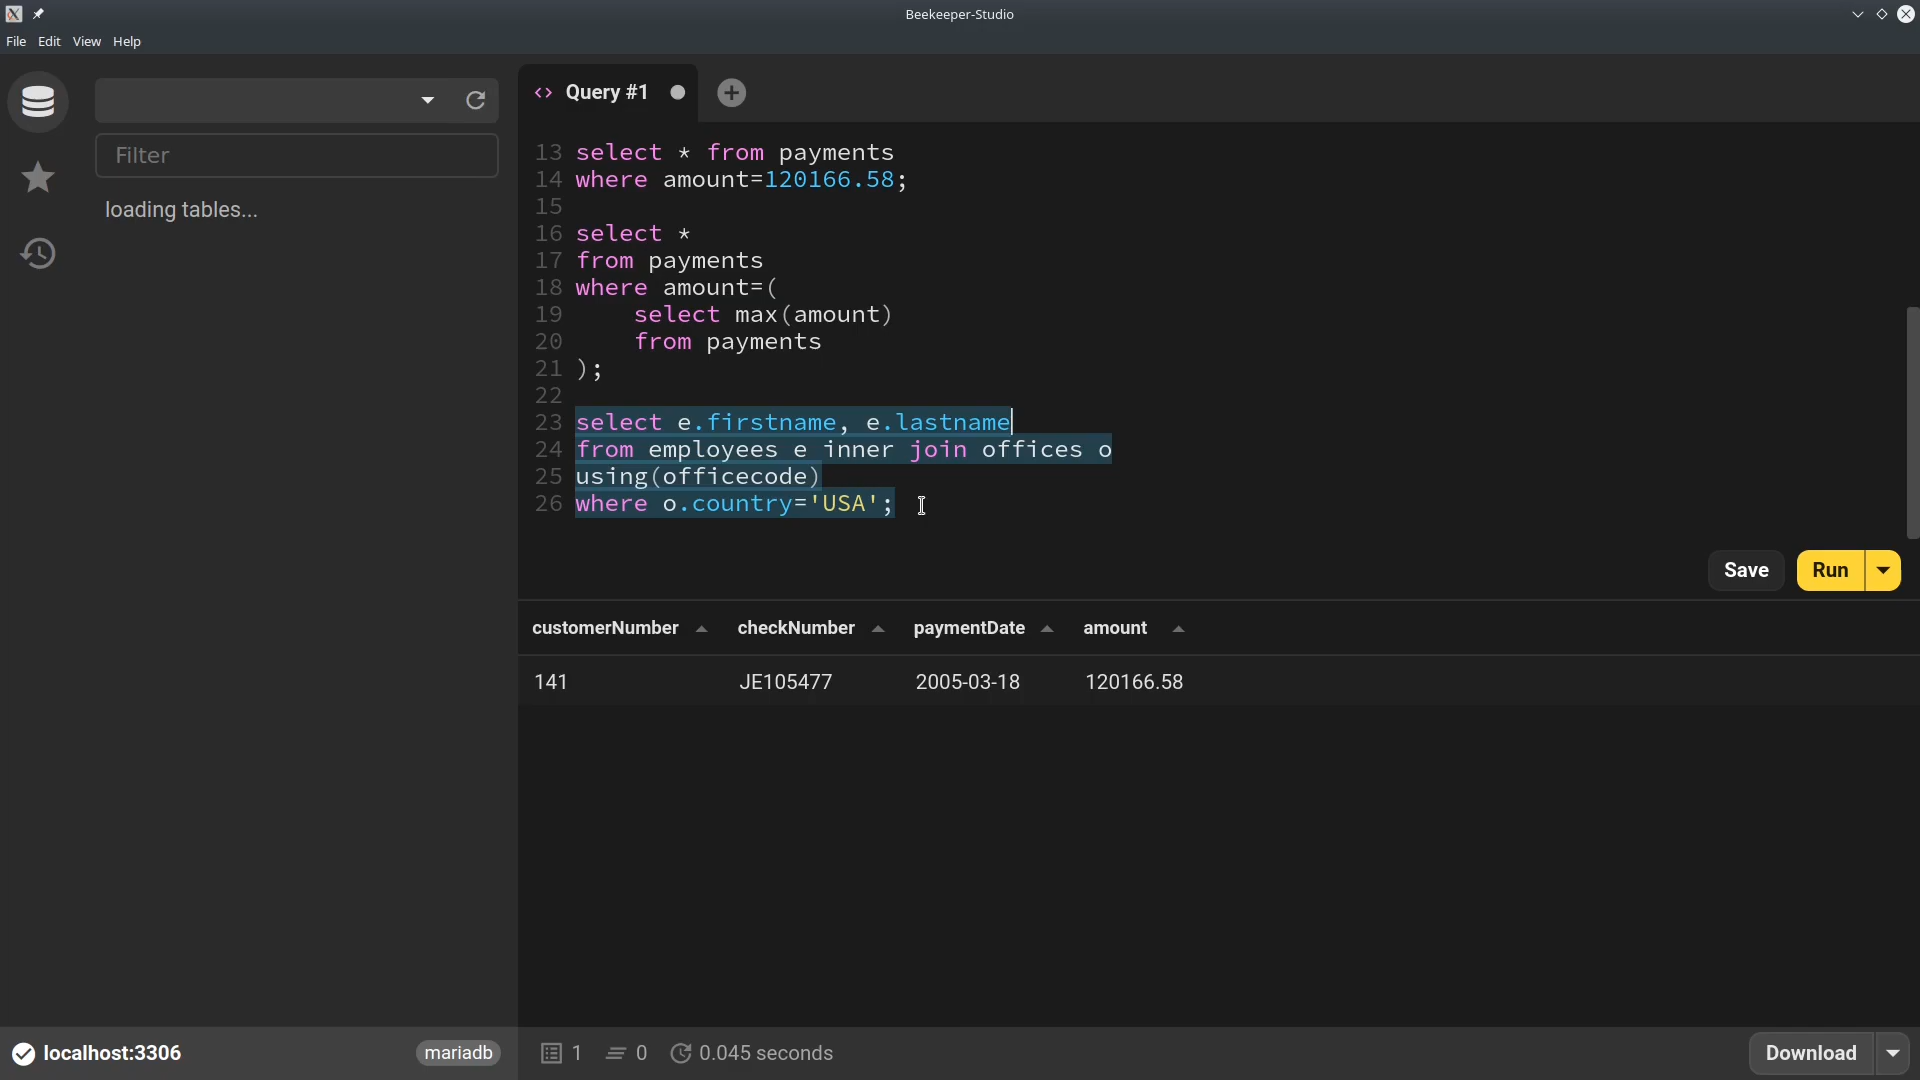 Beekeeper-Studio
File Edit View Help
Query #1
Filter
loading tables...
13 select * from payments
14 where amount=120166.58;
15
16 select *
17 from payments
18 where amount=(
19 select max(amount)
20 from payments
21 );
22
23 select e.firstname, e.lastname
24 from employees e inner join offices o
25 using(officecode)
26 where o.country='USA';
Save Run
customerNumber checkNumber paymentDate amount
141 JE105477 2005-03-18 120166.58
localhost:3306 mariadb 1 0 0.045 seconds Download